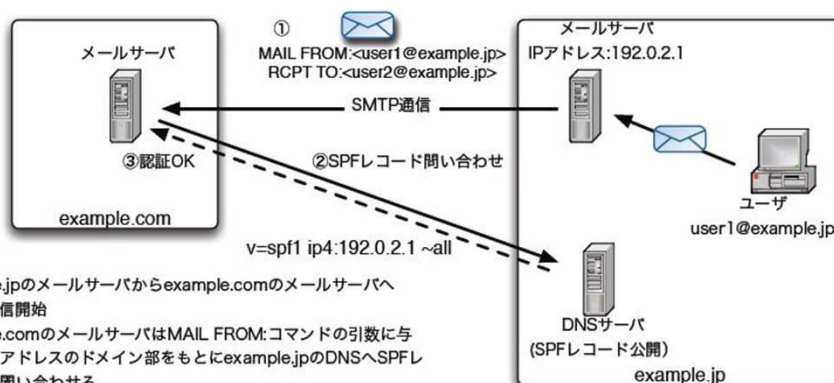 ①
MAIL FROM:<user1@example.jp>
RCPT TO:<user2@example.jp>
メールサーバ
メールサーバ
IPアドレス:192.0.2.1
SMTP通信
③認証OK
②SPFレコード問い合わせ
ユーザ
user1@example.jp
example.com
v=spf1 ip4:192.0.2.1 ~all
DNSサーバ
(SPFレコード公開)
example.jp
.jpのメールサーバからexample.comのメールサーバへ
信開始
e.comのメールサーバはMAIL FROM:コマンドの引数に与
アドレスのドメイン部をもとにexample.jpのDNSへSPFレ
問い合わせる